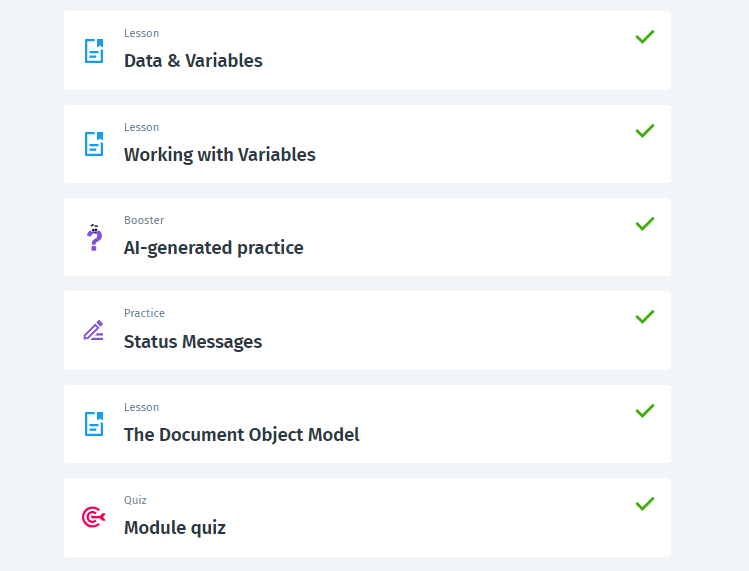 Lesson
Data & Variables
Lesson
Working with Variables
Booster
AI-generated practice
Practice
Status Messages
Lesson
The Document Object Model
Quiz
Module quiz